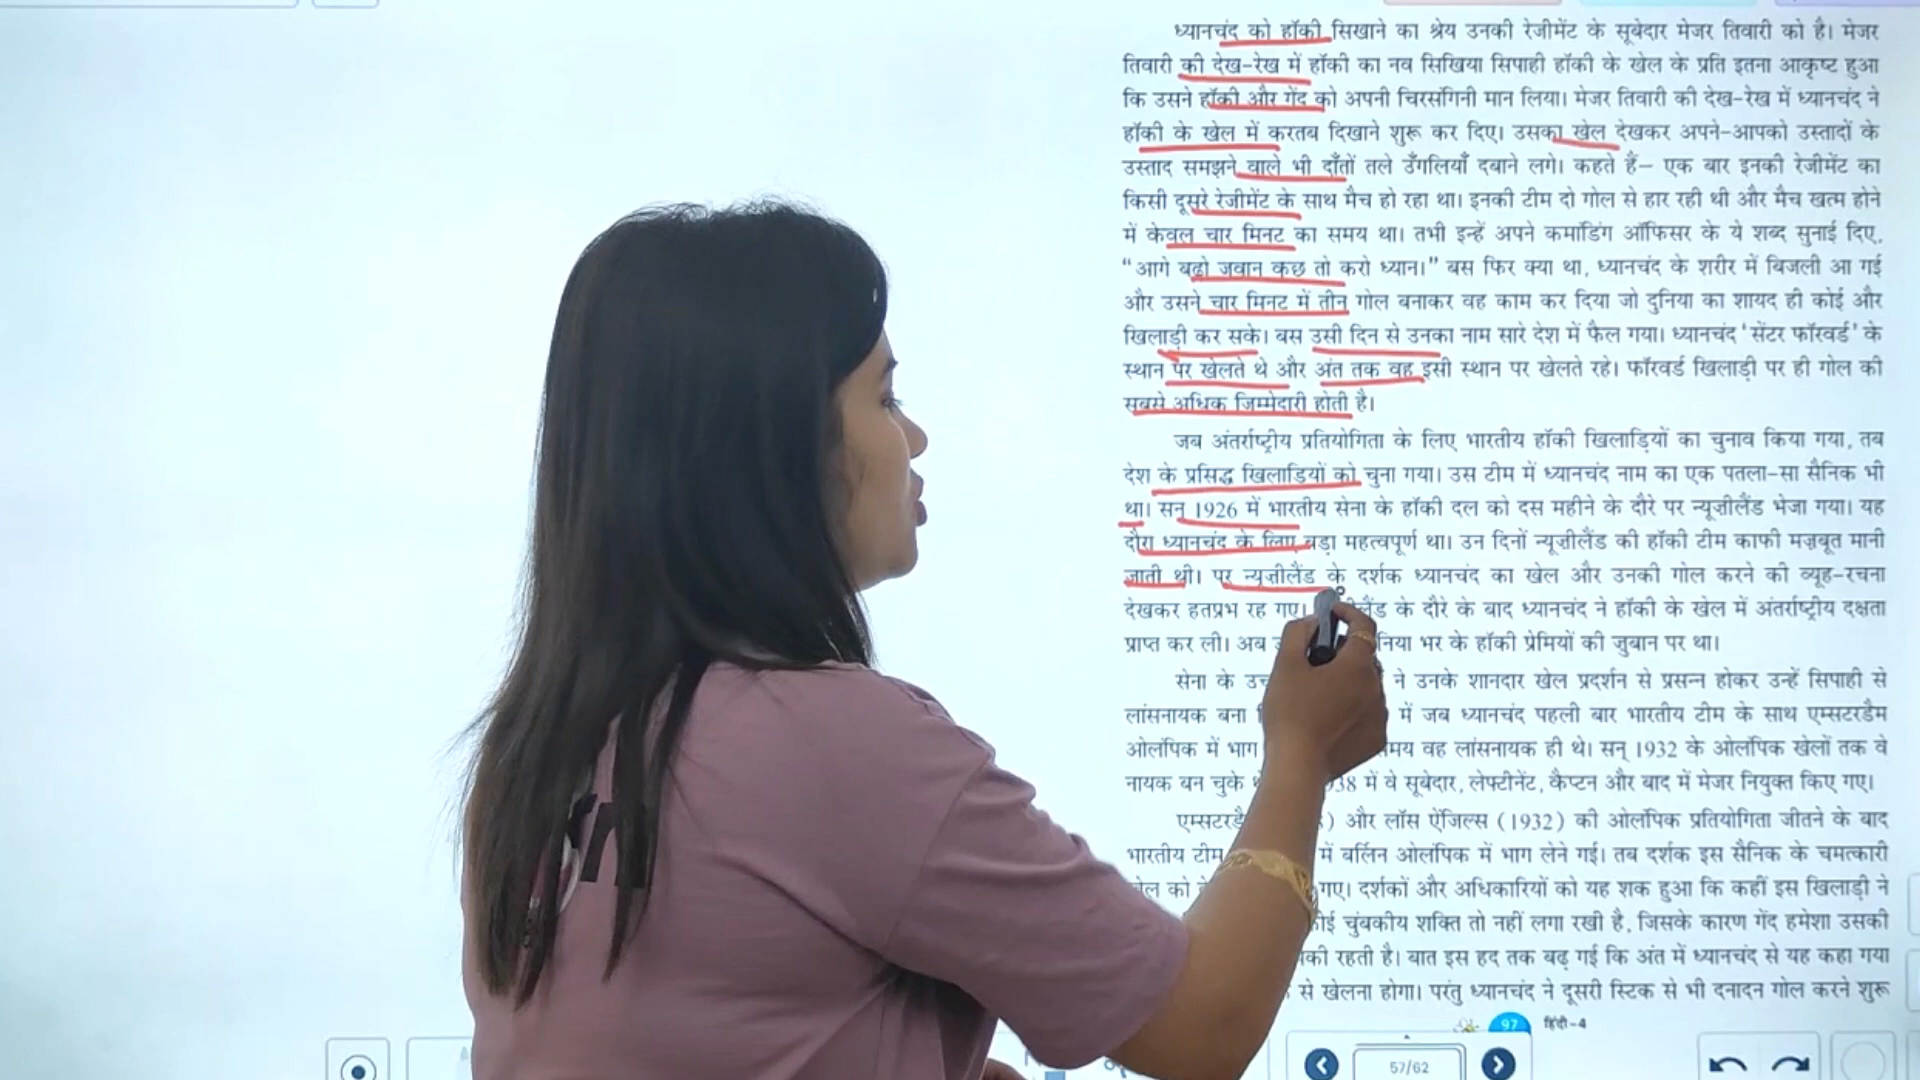 ध्यानचंद को हॉकी सिखाने का श्रेय उनकी रेजीमेंट के सूबेदार मेजर तिवारी को है। मेजर
तिवारी की देख-रेख में हॉकी का नव सिखिया सिपाही हॉकी के खेल के प्रति इतना आकृष्ट हुआ
कि उसने हॉकी और गेंद को अपनी चिरसंगिनी मान लिया। मेजर तिवारी की देख-रेख में ध्यानचंद ने
हॉकी के खेल में करतब दिखाने शुरू कर दिए। उसका खेल देखकर अपने-आपको उस्तादों के
उस्ताद समझने वाले भी दाँतों तले उँगलियाँ दबाने लगे। कहते हैं– एक बार इनकी रेजीमेंट का
किसी दूसरे रेजीमेंट के साथ मैच हो रहा था। इनकी टीम दो गोल से हार रही थी और मैच खत्म होने
में केवल चार मिनट का समय था। तभी इन्हें अपने कमांडिंग ऑफिसर के ये शब्द सुनाई दिए,
“आगे बढ़ो जवान कुछ तो करो ध्यान।” बस फिर क्या था, ध्यानचंद के शरीर में बिजली आ गई
और उसने चार मिनट में तीन गोल बनाकर वह काम कर दिया जो दुनिया का शायद ही कोई और
खिलाड़ी कर सके। बस उसी दिन से उनका नाम सारे देश में फैल गया। ध्यानचंद ‘सेंटर फॉरवर्ड’ के
स्थान पर खेलते थे और अंत तक वह इसी स्थान पर खेलते रहे। फॉरवर्ड खिलाड़ी पर ही गोल की
सबसे अधिक जिम्मेदारी होती है।
जब अंतर्राष्ट्रीय प्रतियोगिता के लिए भारतीय हॉकी खिलाड़ियों का चुनाव किया गया, तब
देश के प्रसिद्ध खिलाड़ियों को चुना गया। उस टीम में ध्यानचंद नाम का एक पतला-सा सैनिक भी
था। सन् 1926 में भारतीय सेना के हॉकी दल को दस महीने के दौरे पर न्यूज़ीलैंड भेजा गया। यह
दौरा ध्यानचंद के लिए बड़ा महत्वपूर्ण था। उन दिनों न्यूज़ीलैंड की हॉकी टीम काफी मज़बूत मानी
जाती थी। पर न्यूज़ीलैंड के दर्शक ध्यानचंद का खेल और उनकी गोल करने की व्यूह-रचना
देखकर हतप्रभ रह गए। लैंड के दौरे के बाद ध्यानचंद ने हॉकी के खेल में अंतर्राष्ट्रीय दक्षता
प्राप्त कर ली। अब निया भर के हॉकी प्रेमियों की ज़ुबान पर था।
सेना के ने उनके शानदार खेल प्रदर्शन से प्रसन्न होकर उन्हें सिपाही से
लांसनायक बना में जब ध्यानचंद पहली बार भारतीय टीम के साथ एम्सटरडैम
ओलंपिक में भाग मय वह लांसनायक ही थे। सन् 1932 के ओलंपिक खेलों तक वे
नायक बन चुके 38 में वे सूबेदार, लेफ्टीनेंट, कैप्टन और बाद में मेजर नियुक्त किए गए।
एम्सटरडै ) और लॉस ऐंजिल्स (1932) की ओलंपिक प्रतियोगिता जीतने के बाद
भारतीय टीम में बर्लिन ओलंपिक में भाग लेने गई। तब दर्शक इस सैनिक के चमत्कारी
खेल को गए। दर्शकों और अधिकारियों को यह शक हुआ कि कहीं इस खिलाड़ी ने
ोई चुंबकीय शक्ति तो नहीं लगा रखी है, जिसके कारण गेंद हमेशा उसकी
की रहती है। बात इस हद तक बढ़ गई कि अंत में ध्यानचंद से यह कहा गया
से खेलना होगा। परंतु ध्यानचंद ने दूसरी स्टिक से भी दनादन गोल करने शुरू
97 हिंदी-4
57/62